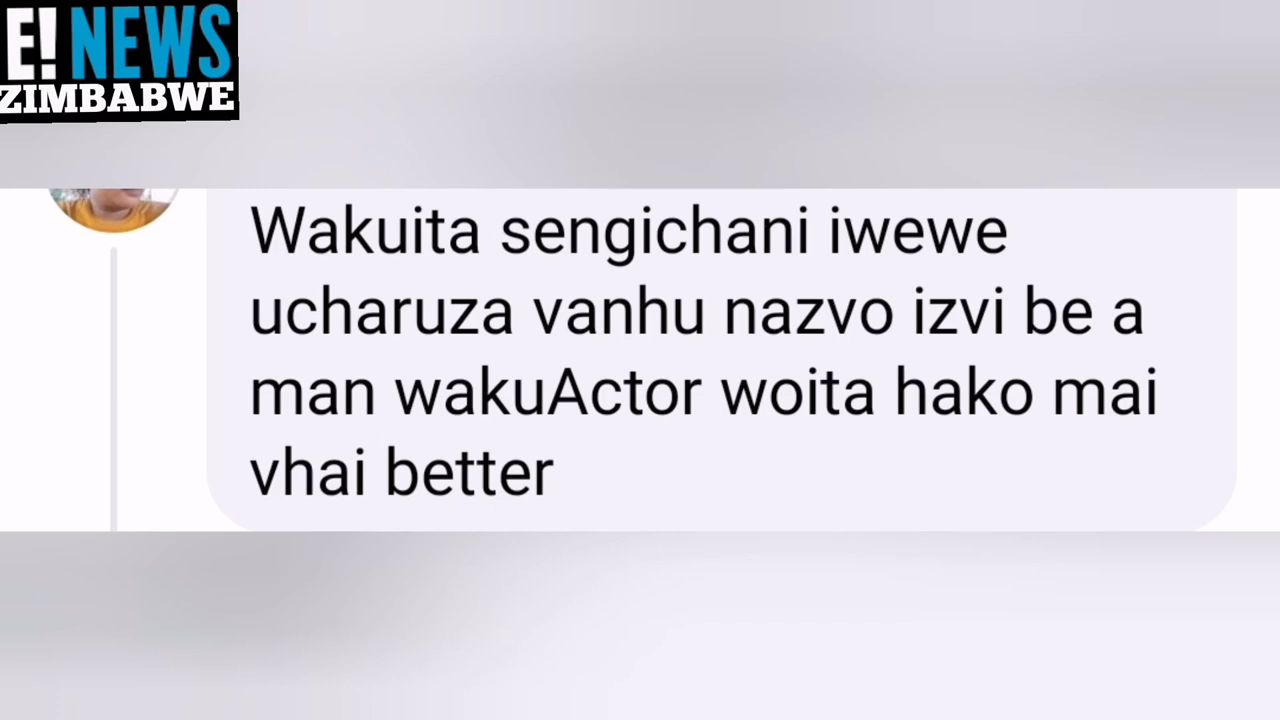 E! NEWS
ZIMBABWE
Wakuita sengichani iwewe
ucharuza vanhu nazvo izvi be a
man wakuActor woita hako mai
vhai better